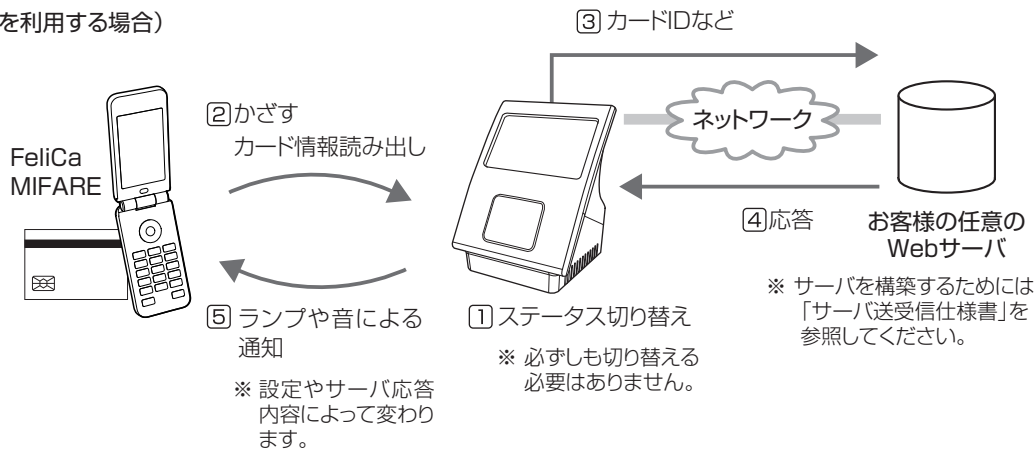 を利用する場合）
3 カードIDなど
2 かざす
カード情報読み出し
ネットワーク
FeliCa
MIFARE
4 応答
お客様の任意の
Webサーバ
※ サーバを構築するためには
「サーバ送受信仕様書」を
参照してください。
5 ランプや音による
通知
※ 設定やサーバ応答
内容によって変わり
ます。
1 ステータス切り替え
※ 必ずしも切り替える
必要はありません。